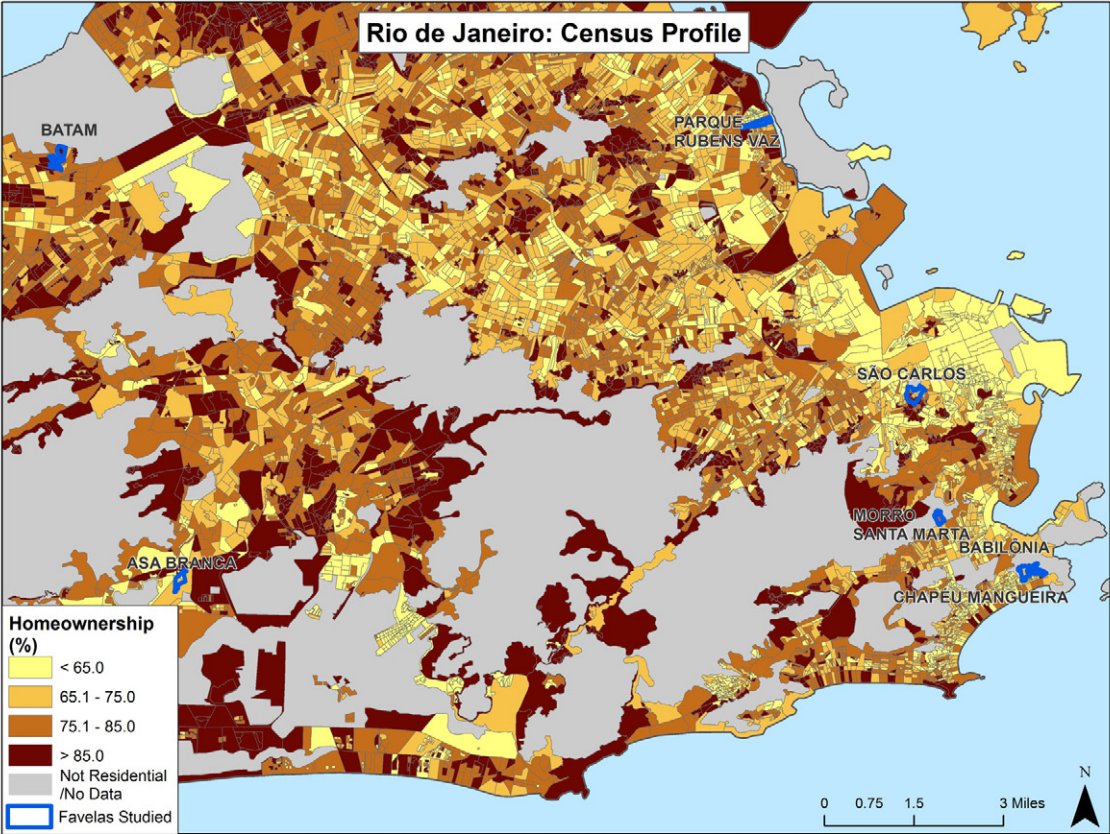 Rio de Janeiro: Census Profile
BATAM
PARQUE
RUBENS VAZ
SÃO CARLOS
MORRO
SANTA MARTA
BABILÔNIA
ASA BRANCA
CHAPÉU MANGUEIRA
Homeownership
(%)
< 65.0
65.1 - 75.0
75.1 - 85.0
> 85.0
Not Residential
/No Data
Favelas Studied
N
0 0.75 1.5 3 Miles